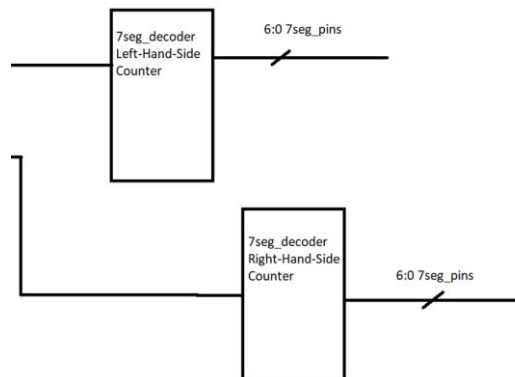 7seg_decoder
Left-Hand-Side
Counter
6:0 7seg_pins
7seg_decoder
Right-Hand-Side
Counter
6:0 7seg_pins